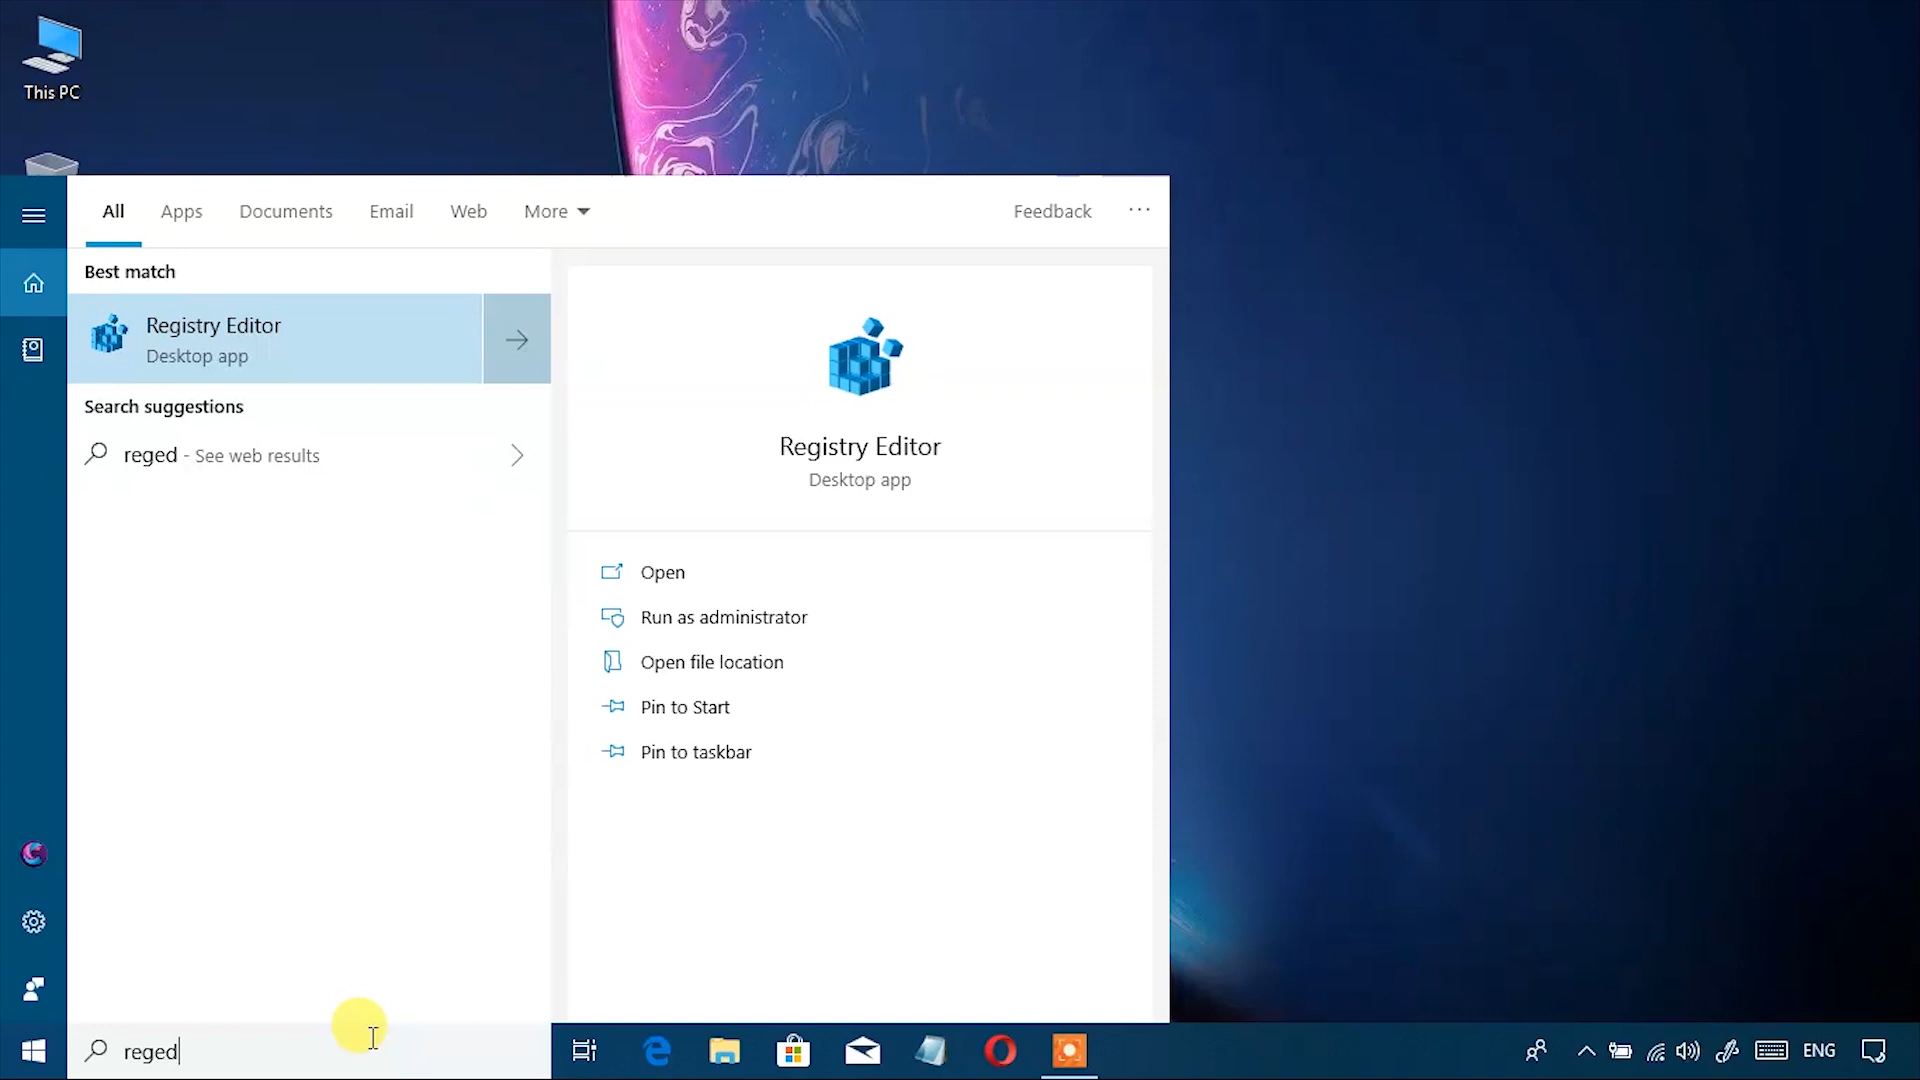 This PC
All Apps Documents Email Web More Feedback ...
Best match
Registry Editor
Desktop app
Search suggestions
reged - See web results
Registry Editor
Desktop app
Open
Run as administrator
Open file location
Pin to Start
Pin to taskbar
reged
ENG